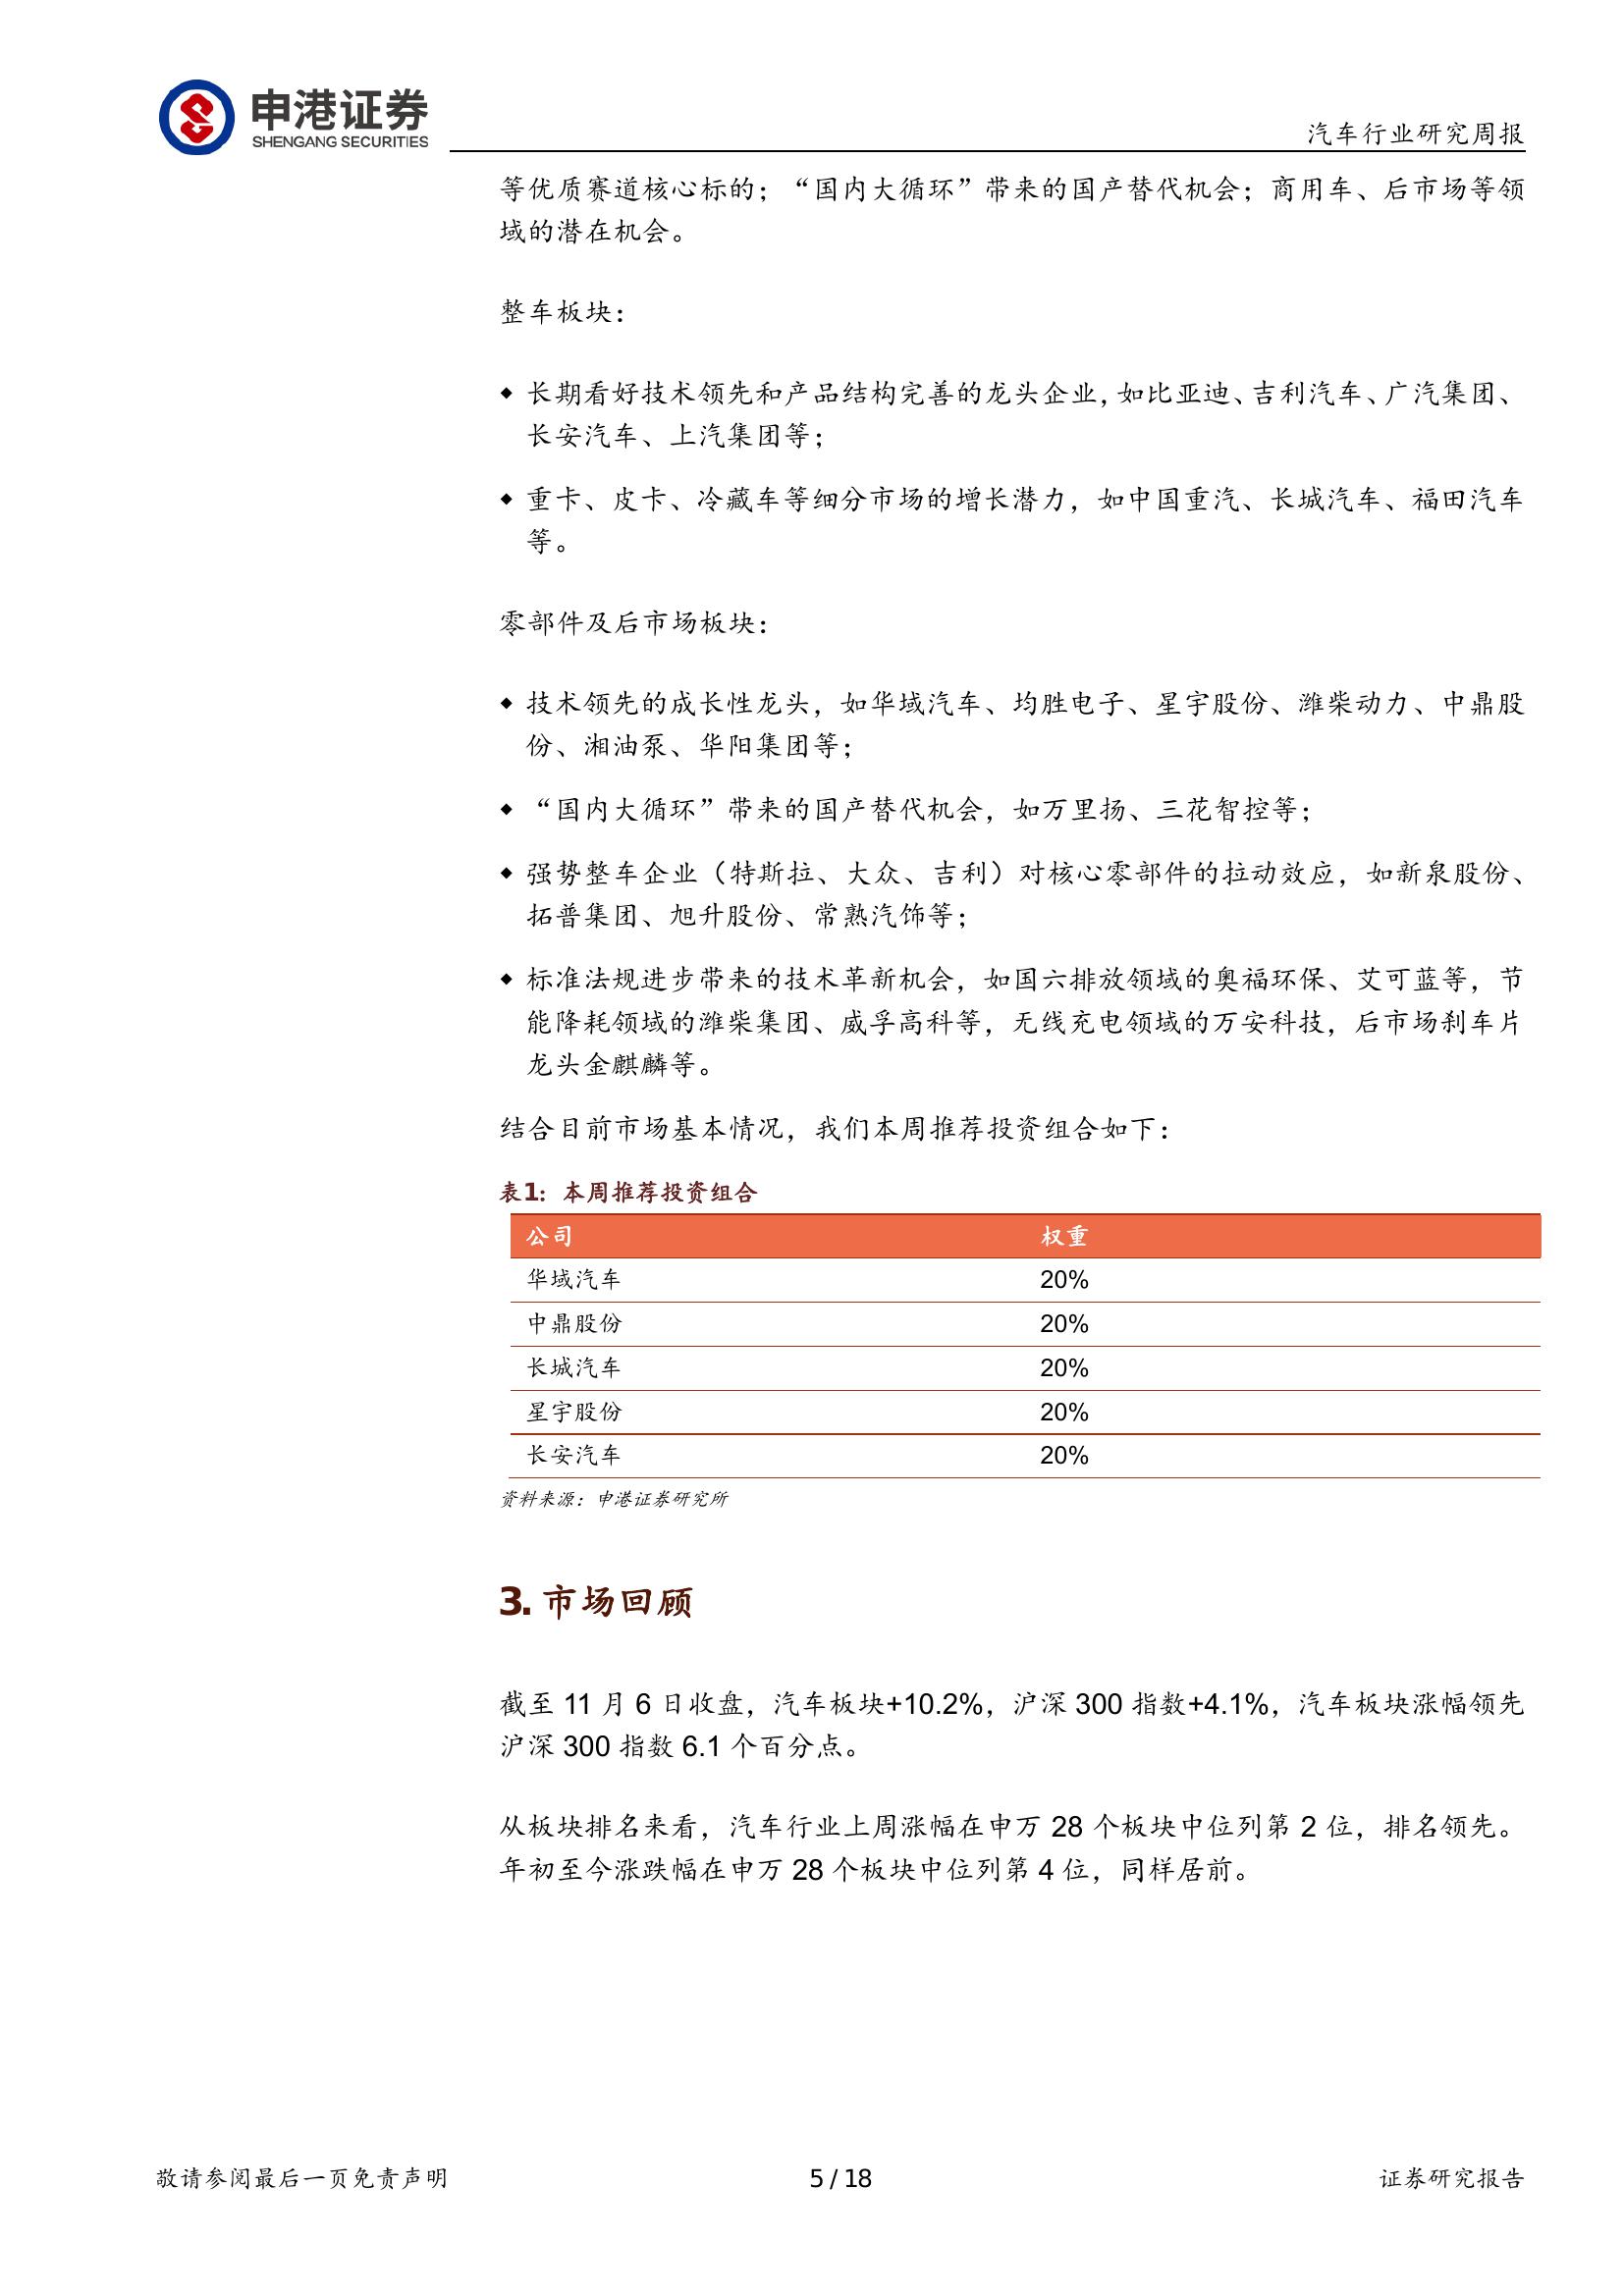 申港证券
SHENGANG SECURITIES
汽车行业研究周报
等优质赛道核心标的；“国内大循环”带来的国产替代机会；商用车、后市场等领
域的潜在机会。
整车板块：
◆ 长期看好技术领先和产品结构完善的龙头企业，如比亚迪、吉利汽车、广汽集团、
长安汽车、上汽集团等；
◆ 重卡、皮卡、冷藏车等细分市场的增长潜力，如中国重汽、长城汽车、福田汽车
等。
零部件及后市场板块：
◆ 技术领先的成长性龙头，如华域汽车、均胜电子、星宇股份、潍柴动力、中鼎股
份、湘油泵、华阳集团等；
◆ “国内大循环”带来的国产替代机会，如万里扬、三花智控等；
◆ 强势整车企业（特斯拉、大众、吉利）对核心零部件的拉动效应，如新泉股份、
拓普集团、旭升股份、常熟汽饰等；
◆ 标准法规进步带来的技术革新机会，如国六排放领域的奥福环保、艾可蓝等，节
能降耗领域的潍柴集团、威孚高科等，无线充电领域的万安科技，后市场刹车片
龙头金麒麟等。
结合目前市场基本情况，我们本周推荐投资组合如下：
表1：本周推荐投资组合
公司 权重
华域汽车 20%
中鼎股份 20%
长城汽车 20%
星宇股份 20%
长安汽车 20%
资料来源：申港证券研究所
3. 市场回顾
截至 11 月 6 日收盘，汽车板块+10.2%，沪深 300 指数+4.1%，汽车板块涨幅领先
沪深 300 指数 6.1 个百分点。
从板块排名来看，汽车行业上周涨幅在申万 28 个板块中位列第 2 位，排名领先。
年初至今涨跌幅在申万 28 个板块中位列第 4 位，同样居前。
敬请参阅最后一页免责声明 5 / 18 证券研究报告